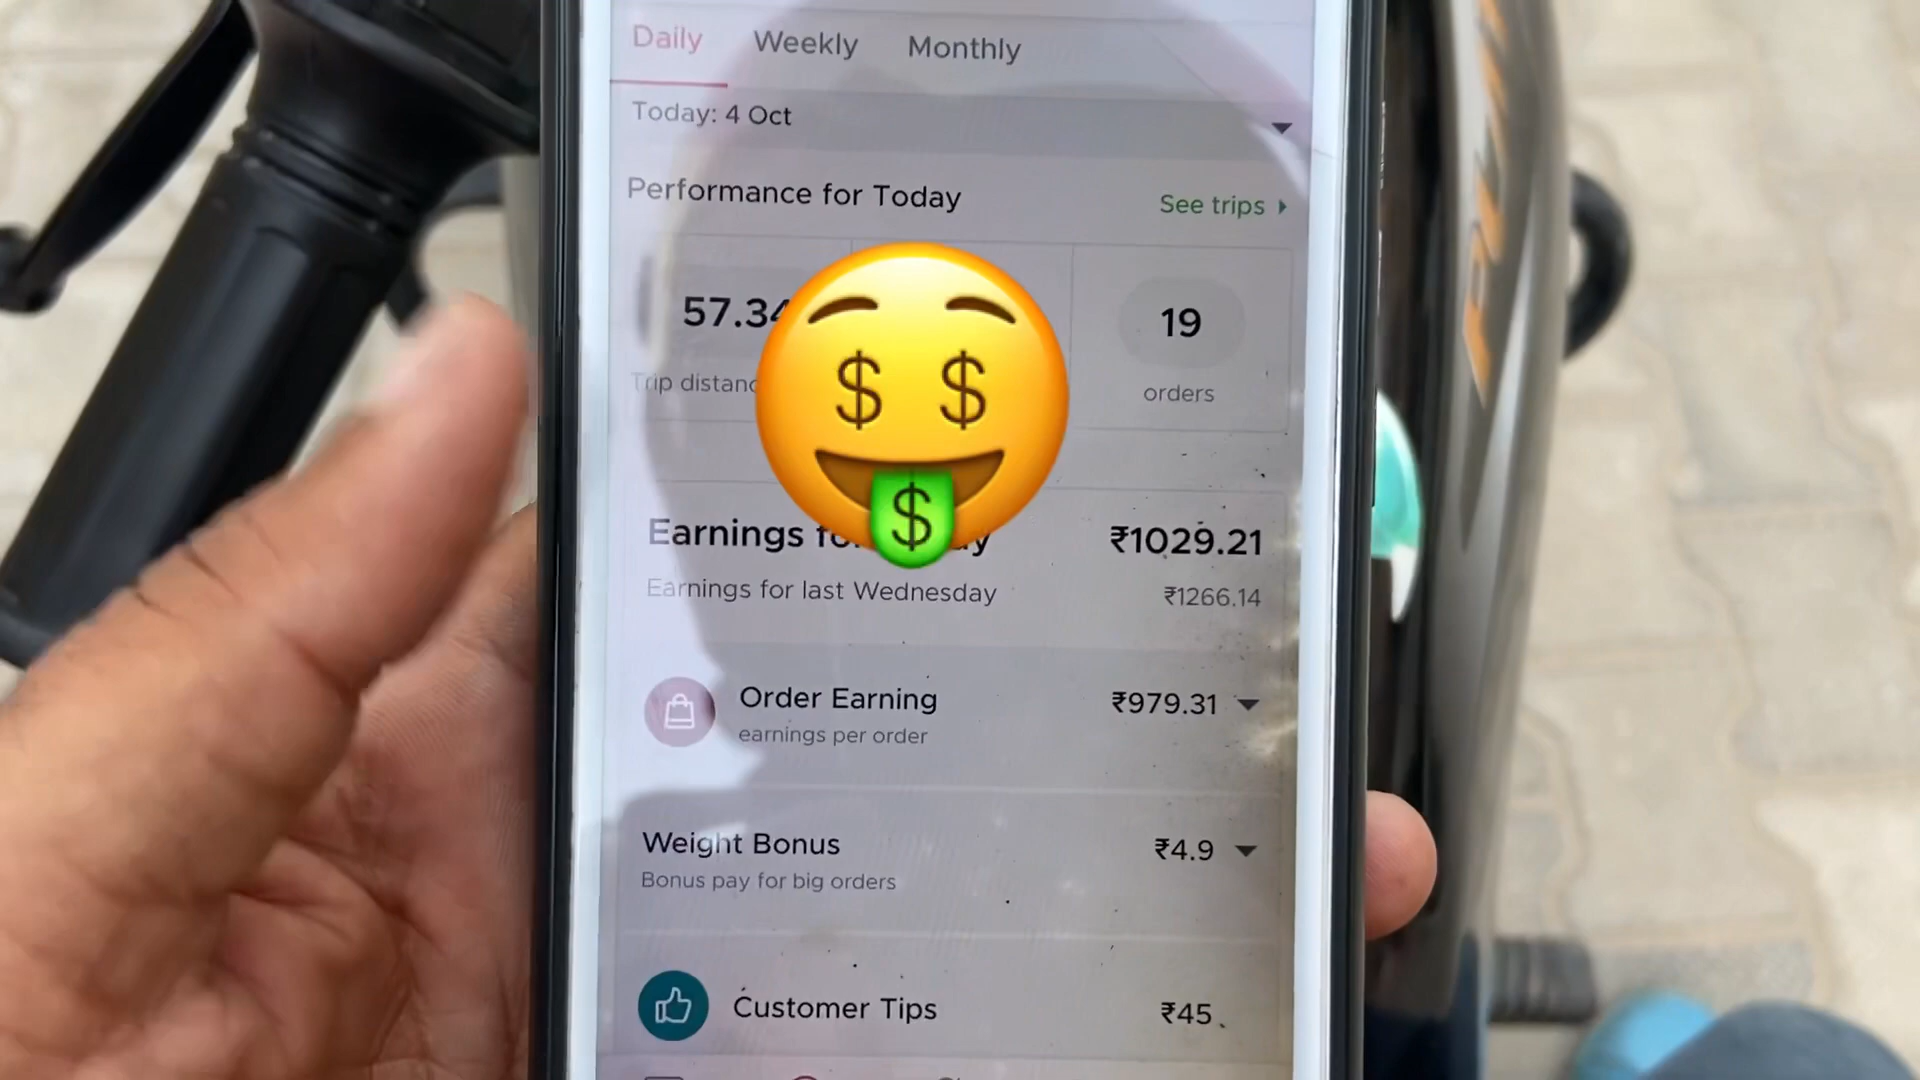 Daily Weekly Monthly
Today: 4 Oct
Performance for Today
See trips
57.34
19
Trip
orders
Earnings
₹1029.21
Earnings for last Wednesday
₹1266.14
Order Earning
₹979.31
earnings per order
Weight Bonus
₹4.9
Bonus pay for big orders
Customer Tips
₹45
$ $
$